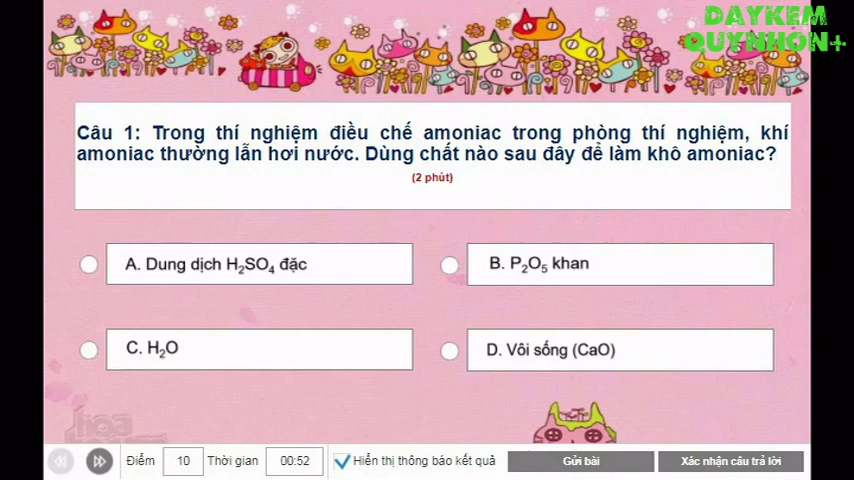 DAYKEM
QUYNHON+
Câu 1: Trong thí nghiệm điều chế amoniac trong phòng thí nghiệm, khí
amoniac thường lẫn hơi nước. Dùng chất nào sau đây để làm khô amoniac?
(2 phút)
A. Dung dịch H₂SO₄ đặc
B. P₂O₅ khan
C. H₂O
D. Vôi sống (CaO)
Điểm 10 Thời gian 00:52 Hiển thị thông báo kết quả Gửi bài Xác nhận câu trả lời